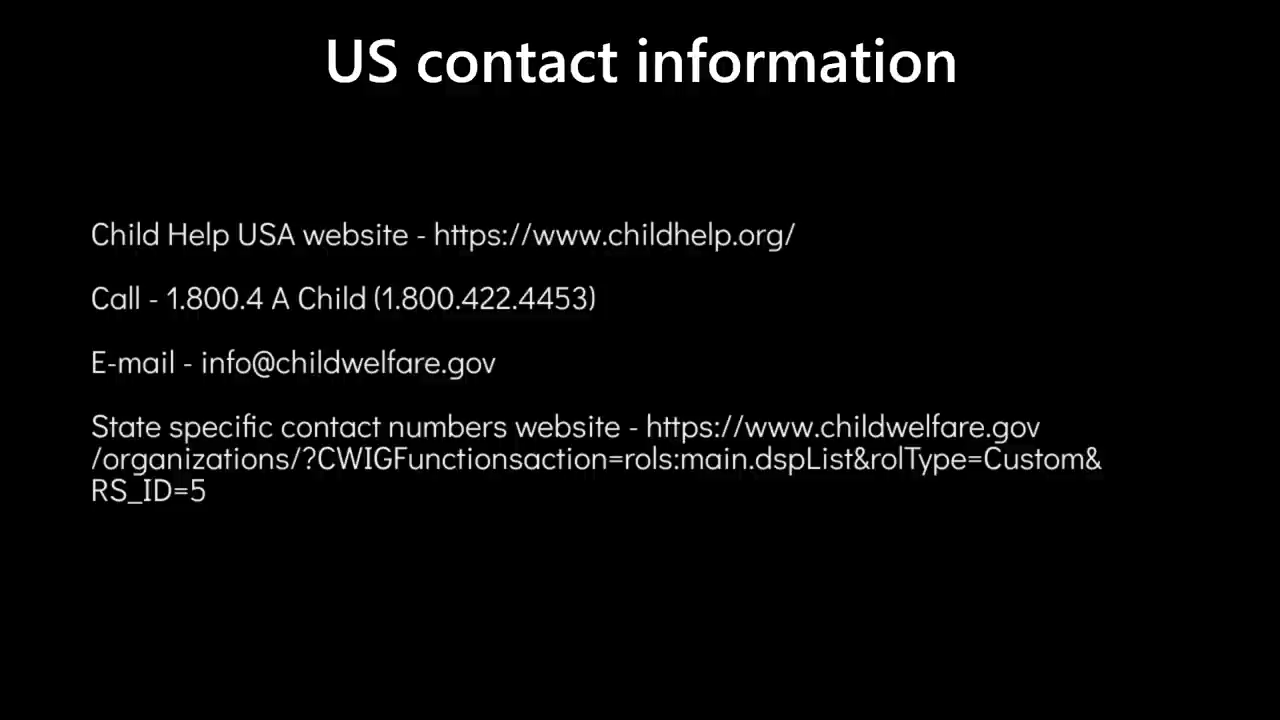 US contact information
Child Help USA website - https://www.childhelp.org/
Call - 1.800.4 A Child (1.800.422.4453)
E-mail - info@childwelfare.gov
State specific contact numbers website - https://www.childwelfare.gov
/organizations/?CWIGFunctionsaction=rols:main.dspList&rolType=Custom&
RS_ID=5